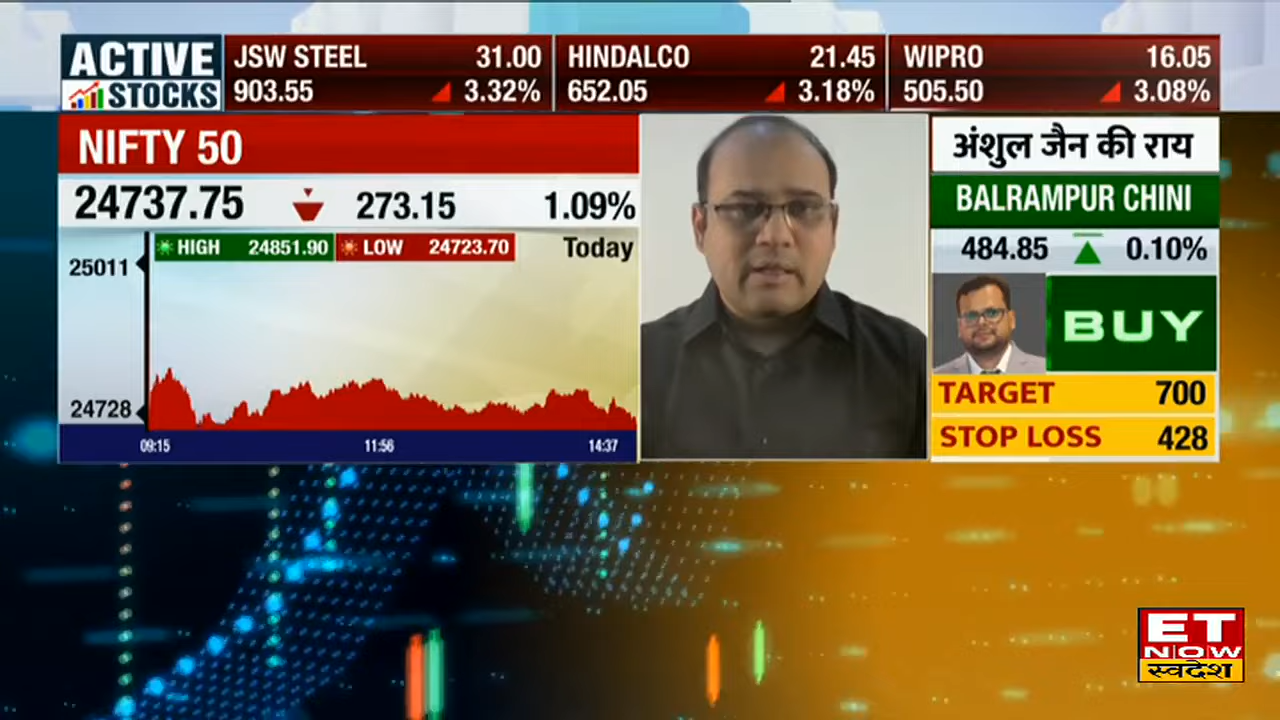 ACTIVE STOCKS
JSW STEEL 31.00
903.55 3.32%
HINDALCO 21.45
652.05 3.18%
WIPRO 16.05
505.50 3.08%
NIFTY 50
24737.75 273.15 1.09%
HIGH 24851.90 LOW 24723.70 Today
25011
24728
09:15 11:56 14:37
अंशुल जैन की राय
BALRAMPUR CHINI
484.85 0.10%
BUY
TARGET 700
STOP LOSS 428
ET
NOW
स्वदेश